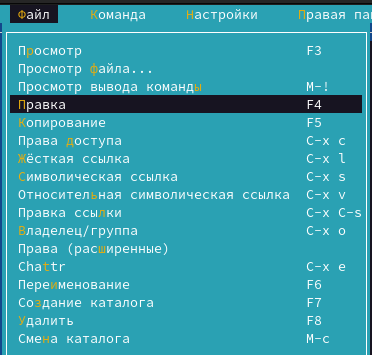 Файл Команда Настройки Правая
Просмотр F3
Просмотр файла...
Просмотр вывода команды M-!
Правка F4
Копирование F5
Права доступа C-x c
Жёсткая ссылка C-x l
Символическая ссылка C-x s
Относительная символическая ссылка C-x v
Правка ссылки C-x C-s
Владелец/группа C-x o
Права (расширенные)
Chattr C-x e
Переименование F6
Создание каталога F7
Удалить F8
Смена каталога M-c